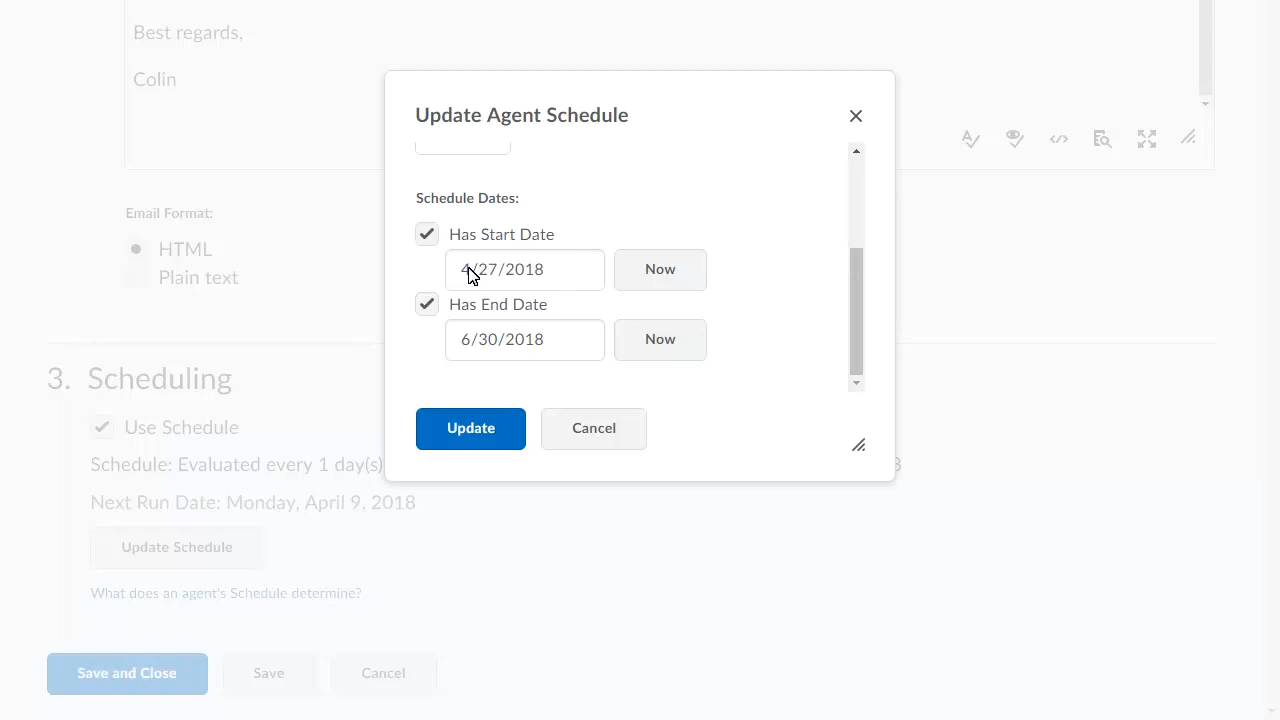 Best regards,
Colin
Update Agent Schedule
Schedule Dates:
Has Start Date
4/27/2018
Now
Has End Date
6/30/2018
Now
Update
Cancel
Email Format:
HTML
Plain text
3. Scheduling
Use Schedule
Schedule: Evaluated every 1 day(s)
Next Run Date: Monday, April 9, 2018
Update Schedule
What does an agent's Schedule determine?
Save and Close
Save
Cancel